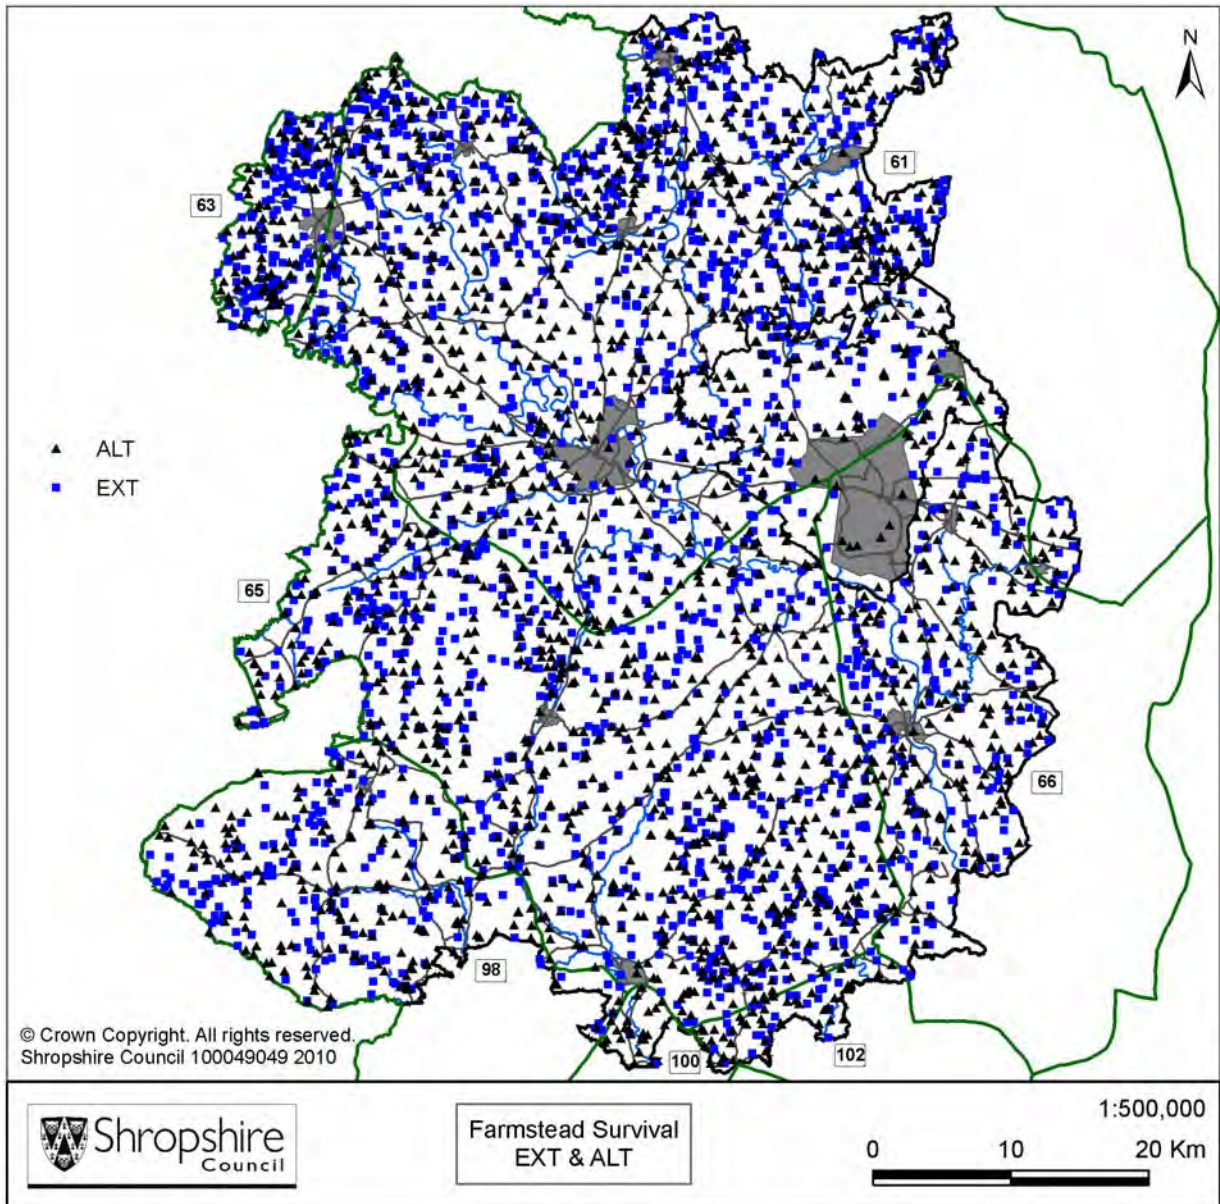 N
61
63
ALT
EXT
65
66
98
100
102
© Crown Copyright. All rights reserved.
Shropshire Council 100049049 2010
Shropshire
Council
Farmstead Survival
EXT & ALT
1:500,000
0 10 20 Km